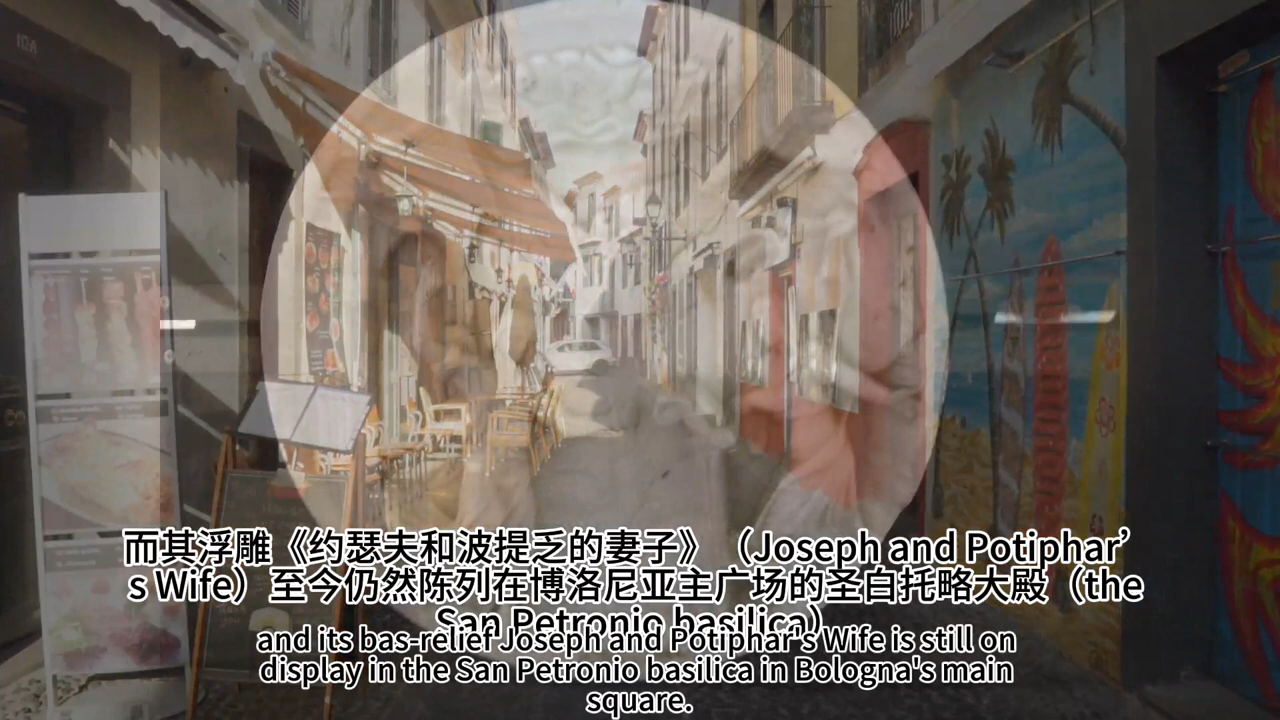 而其浮雕《约瑟夫和波提乏的妻子》（Joseph and Potiphar’
s Wife）至今仍然陈列在博洛尼亚主广场的圣白托略大殿（the
San Petronio basilica）
and its bas-relief Joseph and Potiphar's Wife is still on
display in the San Petronio basilica in Bologna's main
square.